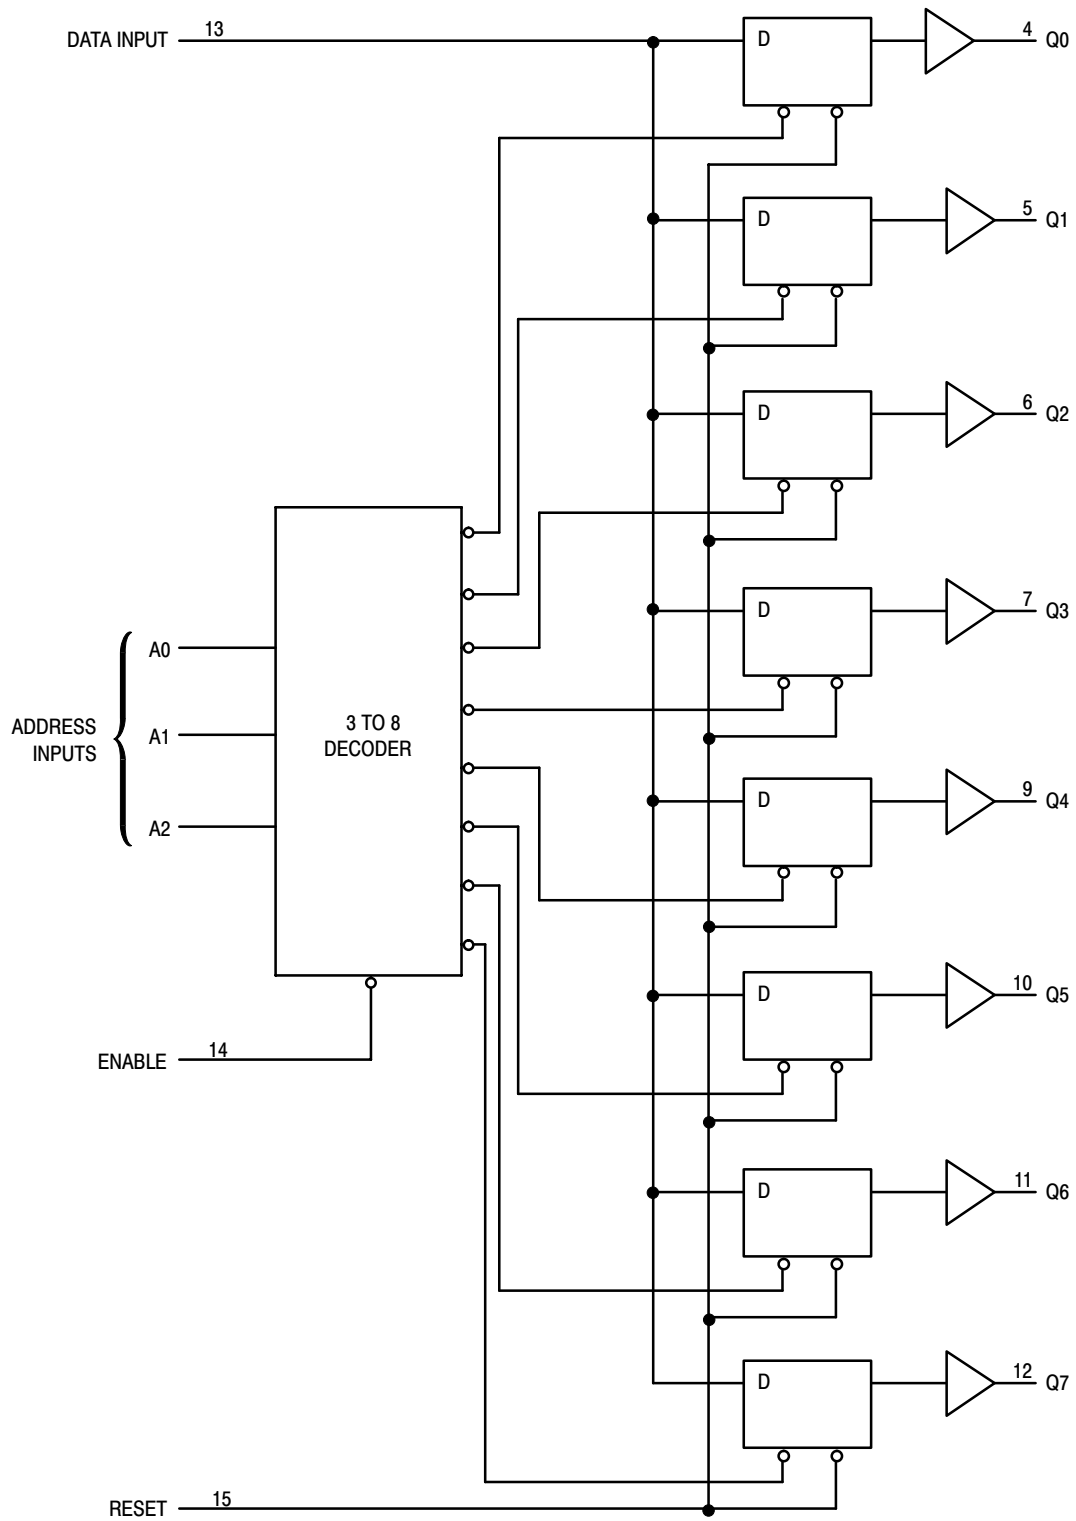 DATA INPUT 13
D
4 Q0
D
5 Q1
D
6 Q2
D
7 Q3
A0
ADDRESS
INPUTS
A1
A2
3 TO 8
DECODER
D
9 Q4
D
10 Q5
ENABLE 14
D
11 Q6
D
12 Q7
RESET 15